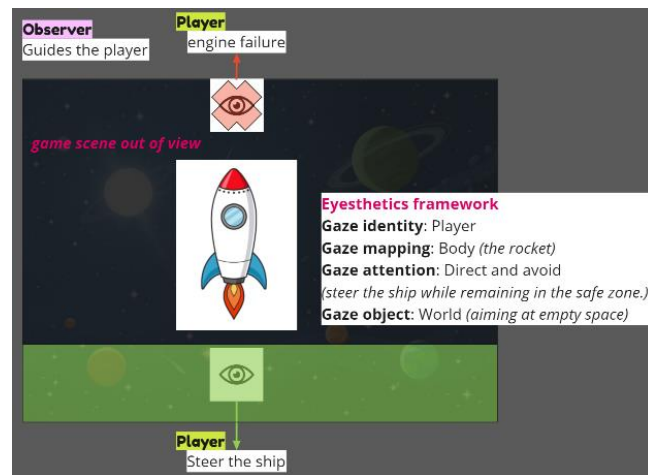 Observer
Guides the player
Player
engine failure
game scene out of view
Eyesthetics framework
Gaze identity: Player
Gaze mapping: Body (the rocket)
Gaze attention: Direct and avoid
(steer the ship while remaining in the safe zone.)
Gaze object: World (aiming at empty space)
Player
Steer the ship